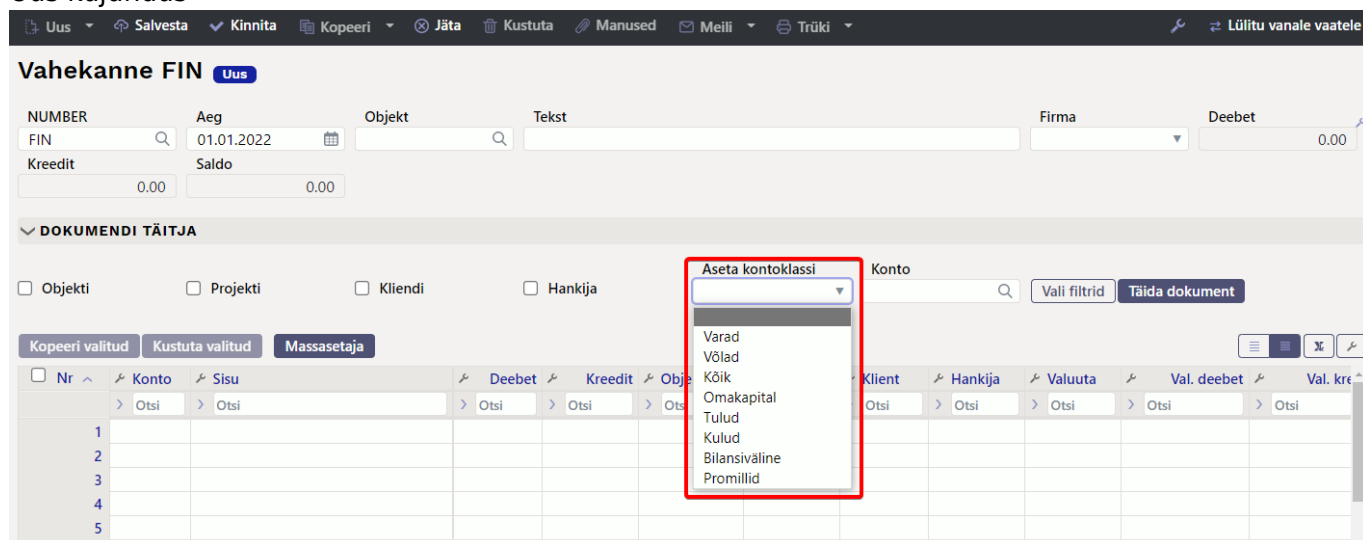 Uus Salvesta Kinnita Kopeeri Jäta Kustuta Manused Meili Trüki Lülitu vanale vaatele
Vahekanne FIN Uus
NUMBER Aeg Objekt Tekst Firma Deebet
FIN 01.01.2022 0.00
Kreedit Saldo
0.00 0.00
DOKUMENDI TÄITJA
Aseta kontoklassi Konto
Objekti Projekti Kliendi Hankija Vali filtrid Täida dokument
Kopeeri valitud Kustuta valitud Massasetaja
Nr Konto Sisu Deebet Kreedit Klient Hankija Valuuta Val. deebet Val.
Otsi Otsi Otsi Otsi Otsi Otsi Otsi Otsi Otsi
Varad
Võlad
Kõik
Omakapital
Tulud
Kulud
Bilansiväline
Promillid
1
2
3
4
5